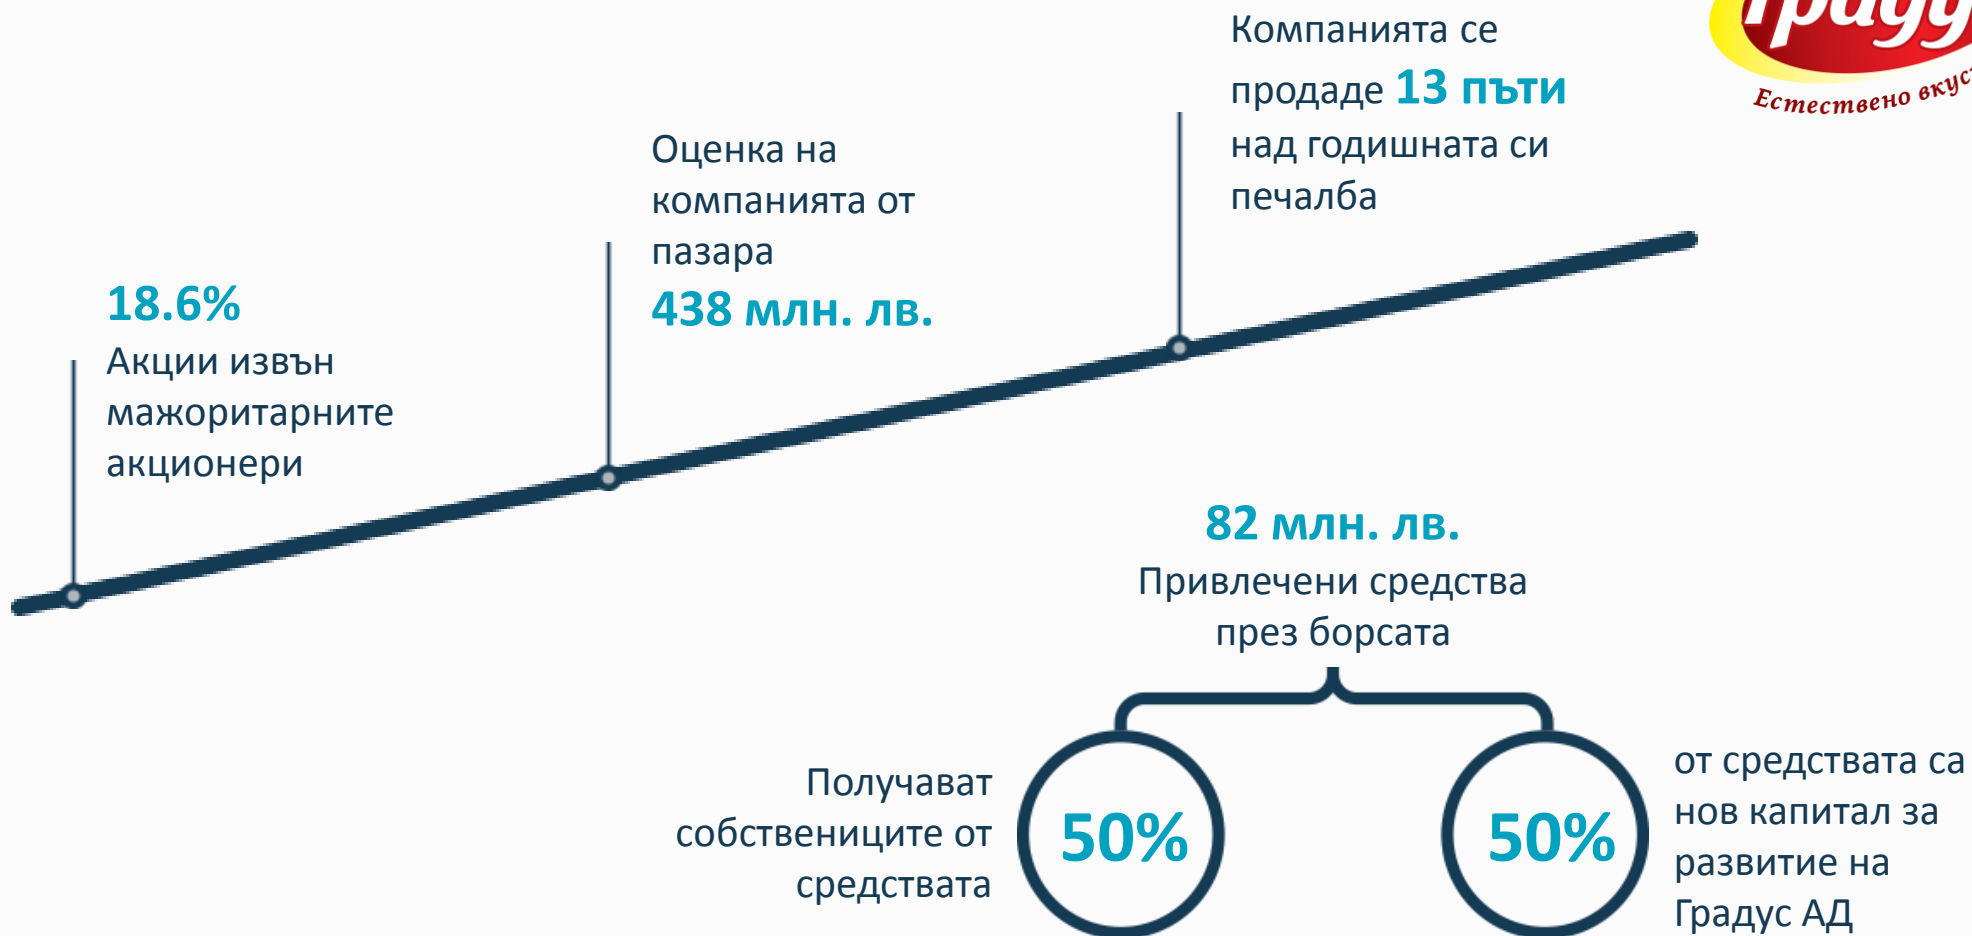 Компанията се
продаде 13 пъти
над годишната си
печалба
Естествено
Оценка на
компанията от
пазара
438 млн. лв.
18.6%
Акции извън
мажоритарните
акционери
82 млн. лв.
Привлечени средства
през борсата
Получават
собствениците от
средствата
50%
50%
от средствата са
нов капитал за
развитие на
Градус АД